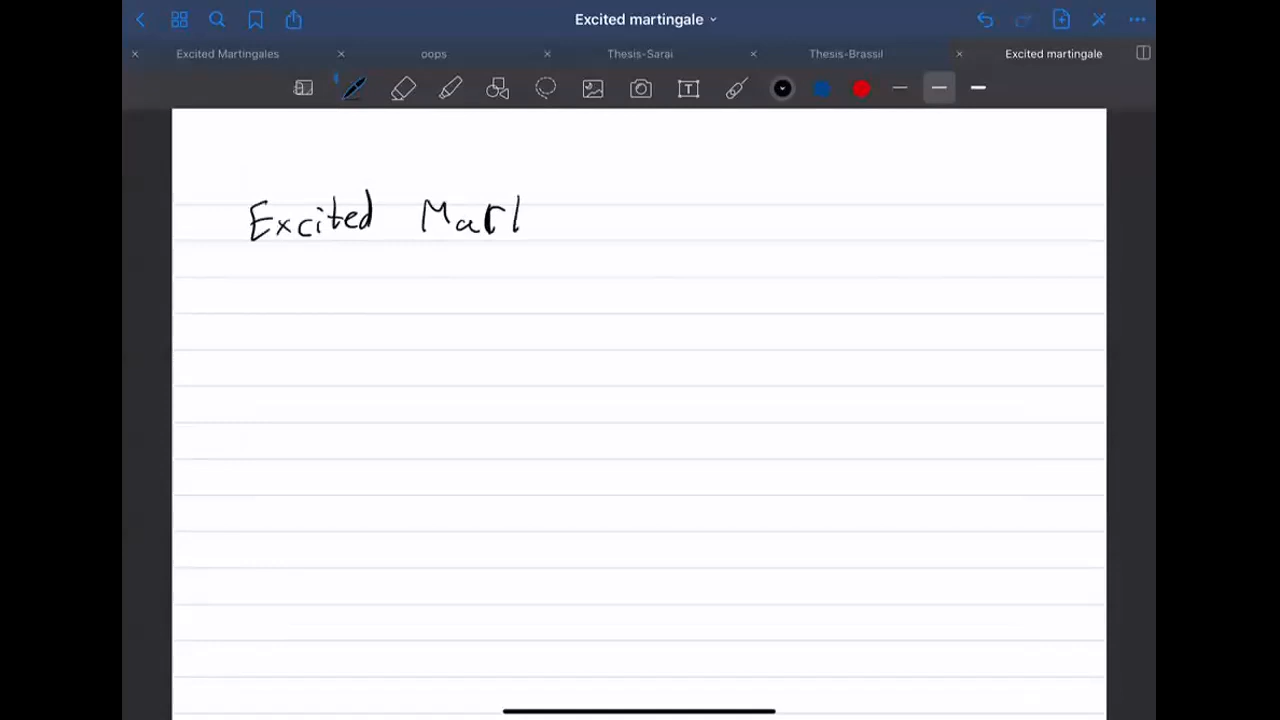 Excited martingale
Excited Martingales
oops
Thesis-Sarai
Thesis-Brassil
Excited martingale
T
Excited Marl